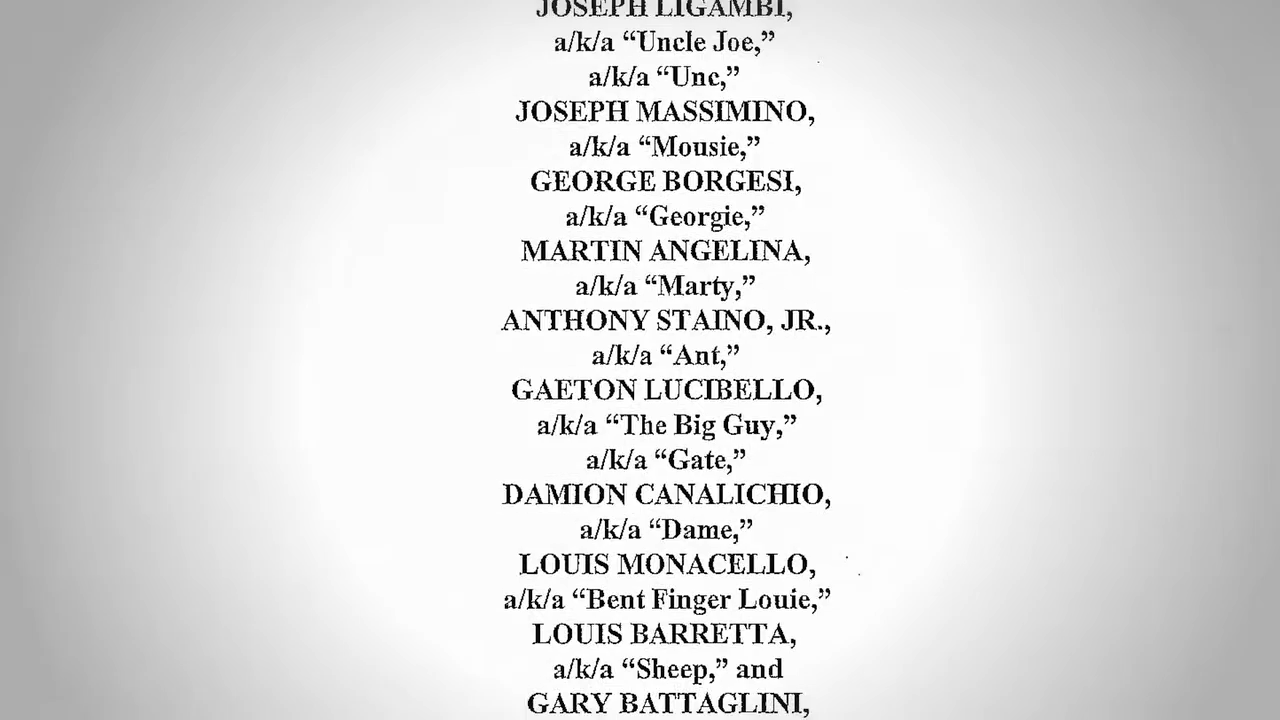 JOSEPH LIGAMBI,
a/k/a “Uncle Joe,”
a/k/a “Unc,”
JOSEPH MASSIMINO,
a/k/a “Mousie,”
GEORGE BORGESI,
a/k/a “Georgie,”
MARTIN ANGELINA,
a/k/a “Marty,”
ANTHONY STAINO, JR.,
a/k/a “Ant,”
GAETON LUCIBELLO,
a/k/a “The Big Guy,”
a/k/a “Gate,”
DAMION CANALICHIO,
a/k/a “Dame,”
LOUIS MONACELLO,
a/k/a “Bent Finger Louie,”
LOUIS BARRETTA,
a/k/a “Sheep,” and
GARY BATTAGLINI,